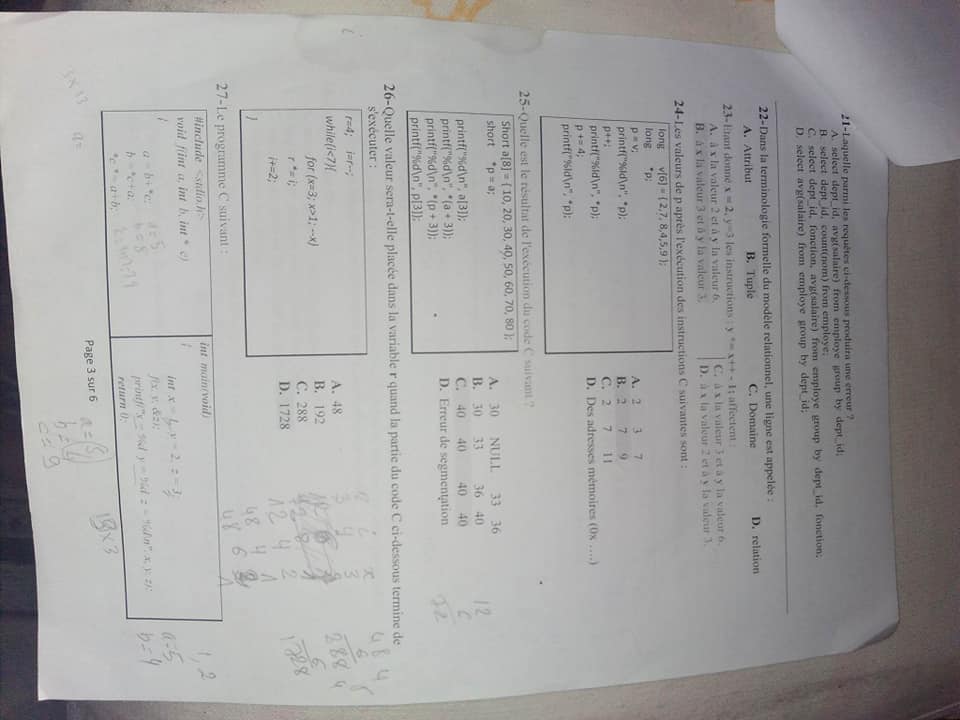 21-Laquelle parmi les requêtes ci-dessous produira une erreur ?
A. select dept_id, avg(salaire) from employe group by dept_id;
B. select dept_id, count(nom) from employe;
C. select dept_id, fonction, avg(salaire) from employe group by dept_id, fonction;
D. select avg(salaire) from employe group by dept_id;
22-Dans la terminologie formelle du modèle relationnel, une ligne est appelée :
A. Attribut B. Tuple C. Domaine D. relation
23-Etant donné x = 2, y=3 les instructions : y *= x++ - 1; affectent :
A. à x la valeur 2 et à y la valeur 6. C. à x la valeur 3 et à y la valeur 6.
B. à x la valeur 3 et à y la valeur 3. D. à x la valeur 2 et à y la valeur 3.
24-Les valeurs de p après l'exécution des instructions C suivantes sont :
long v[6] = { 2,7, 8,4,5,9 };
long *p;
p = v;
printf("%ld\n", *p);
p++;
printf("%ld\n", *p);
p += 4;
printf("%ld\n", *p);
A. 2 3 7
B. 2 7 9
C. 2 7 11
D. Des adresses mémoires (0x ....)
25-Quelle est le résultat de l'exécution du code C suivant ?
Short a[8] = { 10, 20, 30, 40, 50, 60, 70, 80 };
short *p = a;
printf("%d\n", a[3]);
printf("%d\n", *(a + 3));
printf("%d\n", *(p + 3));
printf("%d\n", p[3]);
A. 30 NULL 33 36
B. 30 33 36 40
C. 40 40 40 40
D. Erreur de segmentation
12
6
72
26-Quelle valeur sera-t-elle placée dans la variable r quand la partie du code C ci-dessous termine de
s'exécuter :
r=4; i=r--;
while(i<7){
for (x=3; x>1; --x)
r *= i;
i+=2;
}
A. 48
B. 192
C. 288
D. 1728
i x
3 4 3
12 4 2
48 4 1
48 6
48 4
6
288
6
1728
27-Le programme C suivant :
#include <stdio.h>
void f(int a, int b, int * c)
{
a = b+*c; a=5
b = *c+a; b=8
*c *= a+b;
int main(void)
{
int x = 1, y = 2, z = 3;
f(x, y, &z);
printf("x = %d y = %d z = %d\n", x, y, z);
return 0;
1, 2
a=5
b=4
Page 3 sur 6
3 x 13
a=
a=5
c=9